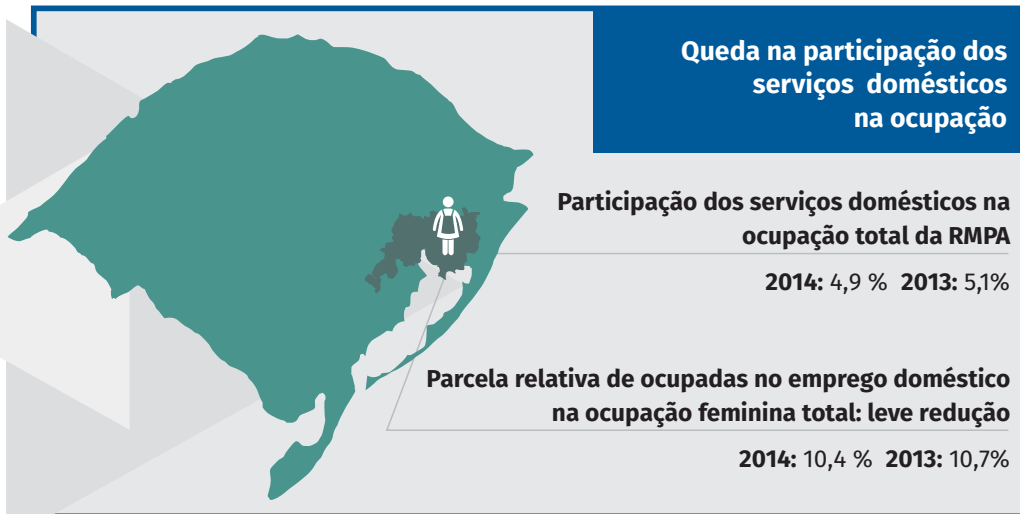 Queda na participação dos
serviços domésticos
na ocupação
Participação dos serviços domésticos na
ocupação total da RMPA
2014: 4,9 % 2013: 5,1%
Parcela relativa de ocupadas no emprego doméstico
na ocupação feminina total: leve redução
2014: 10,4 % 2013: 10,7%